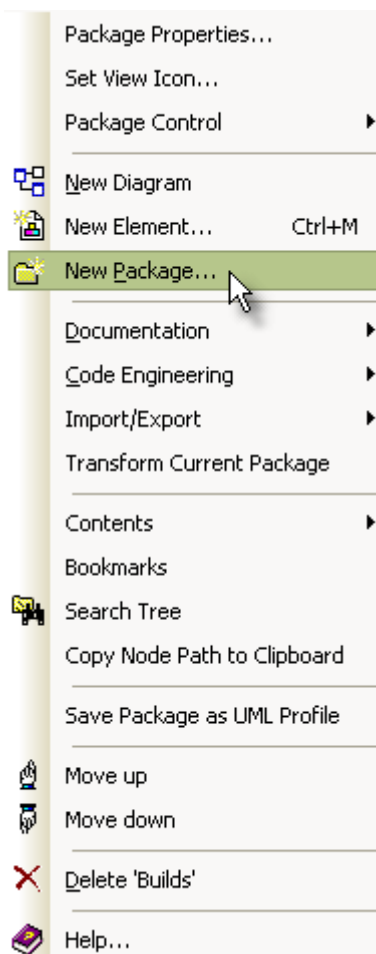 Package Properties...
Set View Icon...
Package Control
New Diagram
New Element... Ctrl+M
New Package...
Documentation
Code Engineering
Import/Export
Transform Current Package
Contents
Bookmarks
Search Tree
Copy Node Path to Clipboard
Save Package as UML Profile
Move up
Move down
Delete 'Builds'
Help...